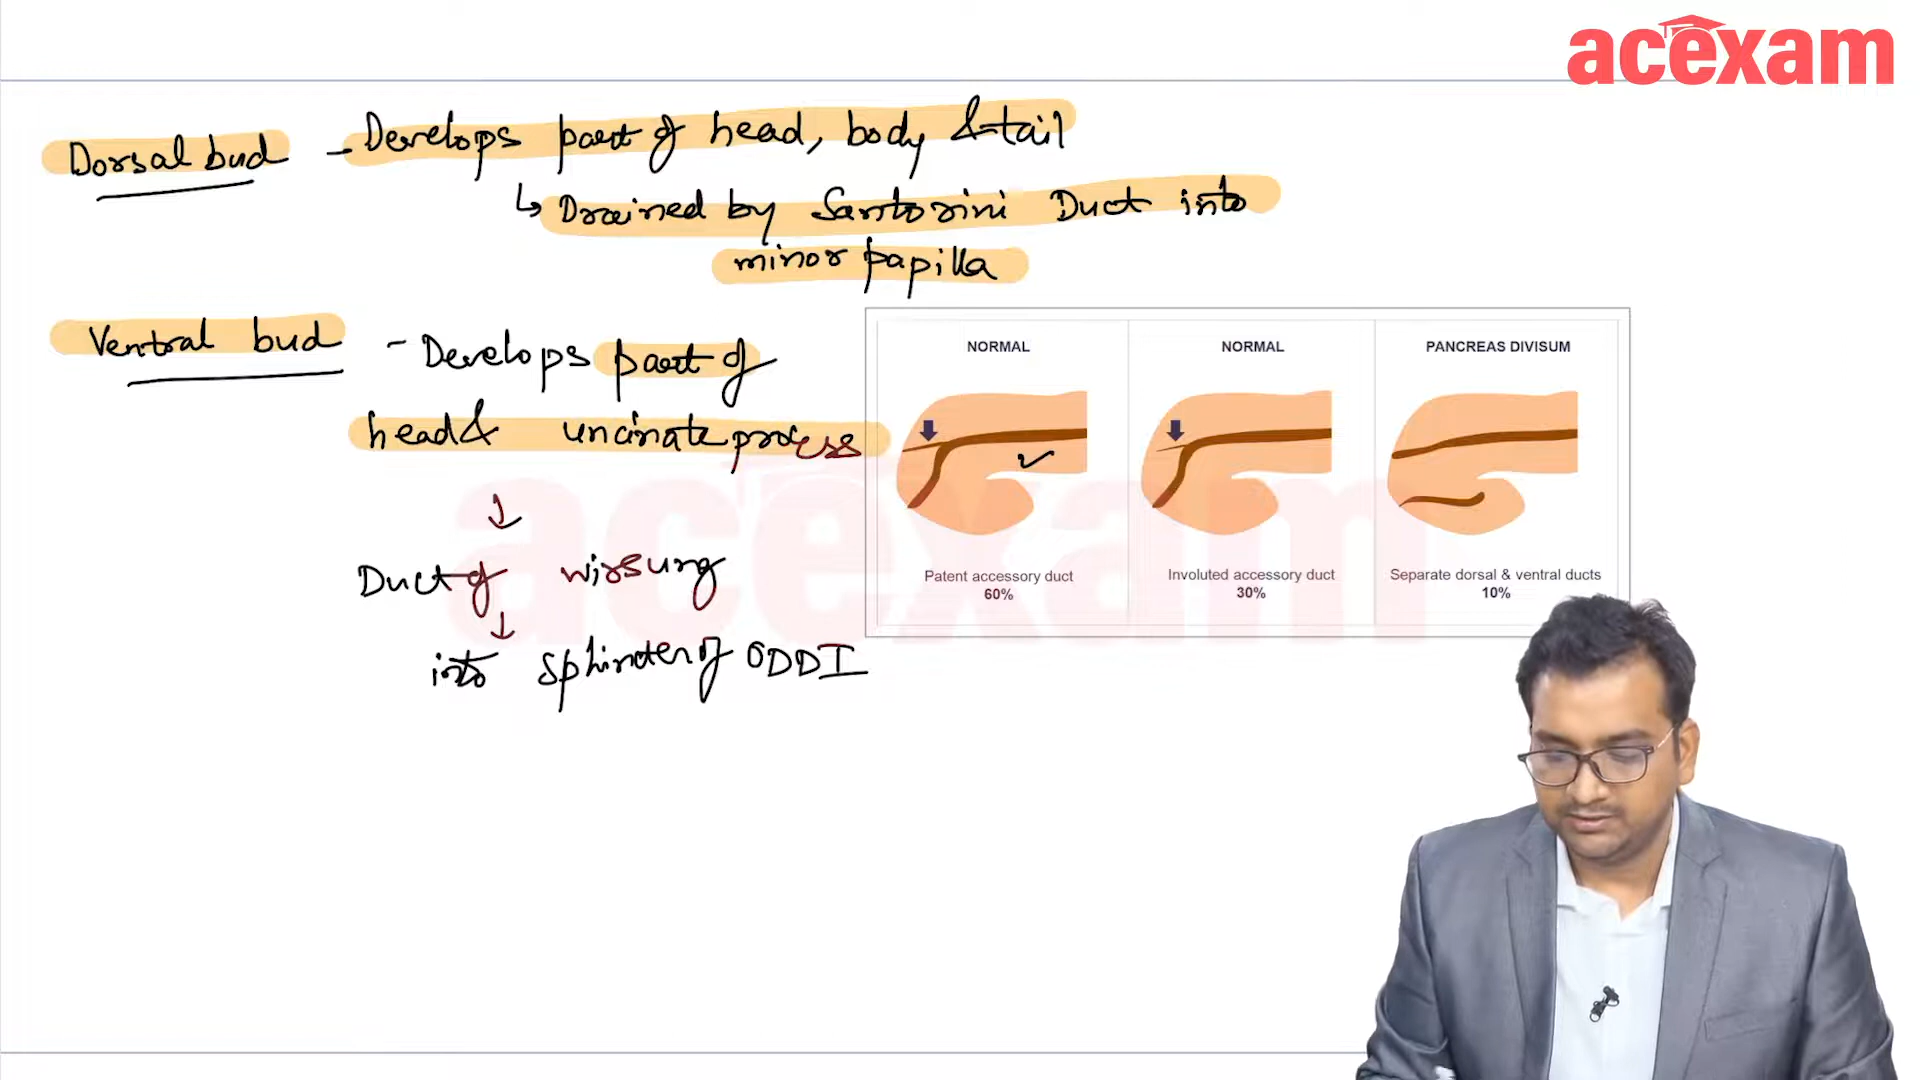 acexam
Dorsal bud - Develops part of head, body & tail
↳ Drained by Santorini Duct into
minor papilla
Ventral bud - Develops part of
head & uncinate process
↓
Duct of wirsung
↓
into sphincter of ODDI
NORMAL
Patent accessory duct
60%
NORMAL
Involuted accessory duct
30%
PANCREAS DIVISUM
Separate dorsal & ventral ducts
10%
acexam